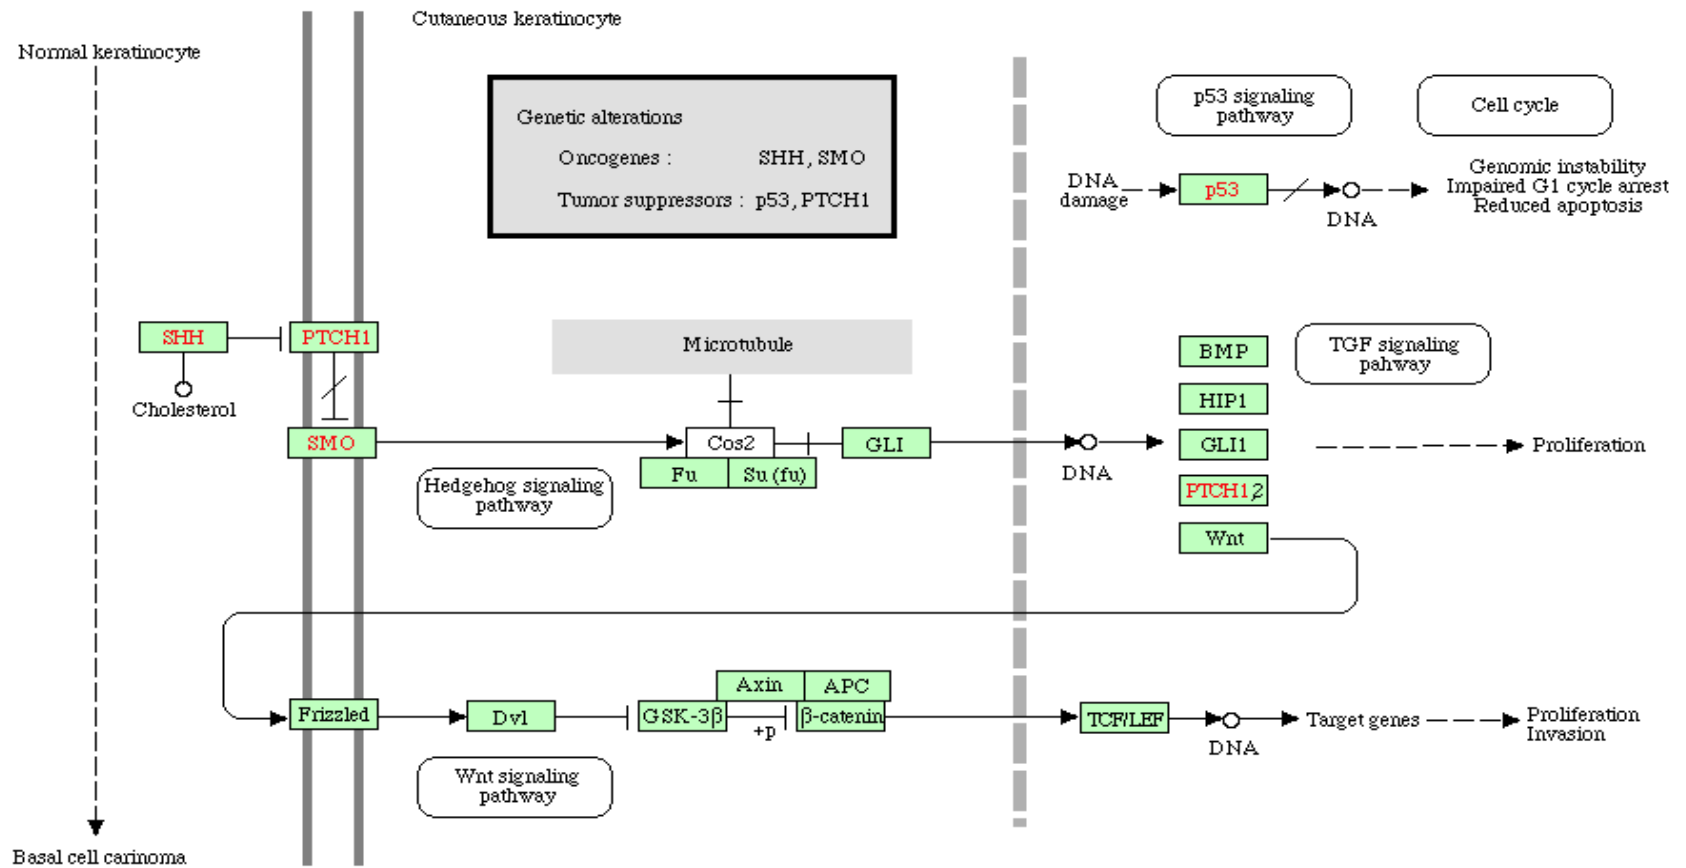 Cutaneous keratinocyte
Normal keratinocyte
Genetic alterations
Oncogenes : SHH, SMO
Tumor suppressors : p53, PTCH1
p53 signaling
pathway
Cell cycle
DNA
damage
p53
DNA
Genomic instability
Impaired G1 cycle arrest
Reduced apoptosis
SHH
PTCH1
Cholesterol
SMO
Microtubule
Cos2
Fu
Su (fu)
GLI
Hedgehog signaling
pathway
DNA
BMP
HIP1
GLI1
PTCH1,2
Wnt
TGF signaling
pahway
Proliferation
Frizzled
Dvl
GSK-3β
+p
Axin
APC
β-catenin
TCF/LEF
DNA
Target genes
Proliferation
Invasion
Wnt signaling
pathway
Basal cell carinoma